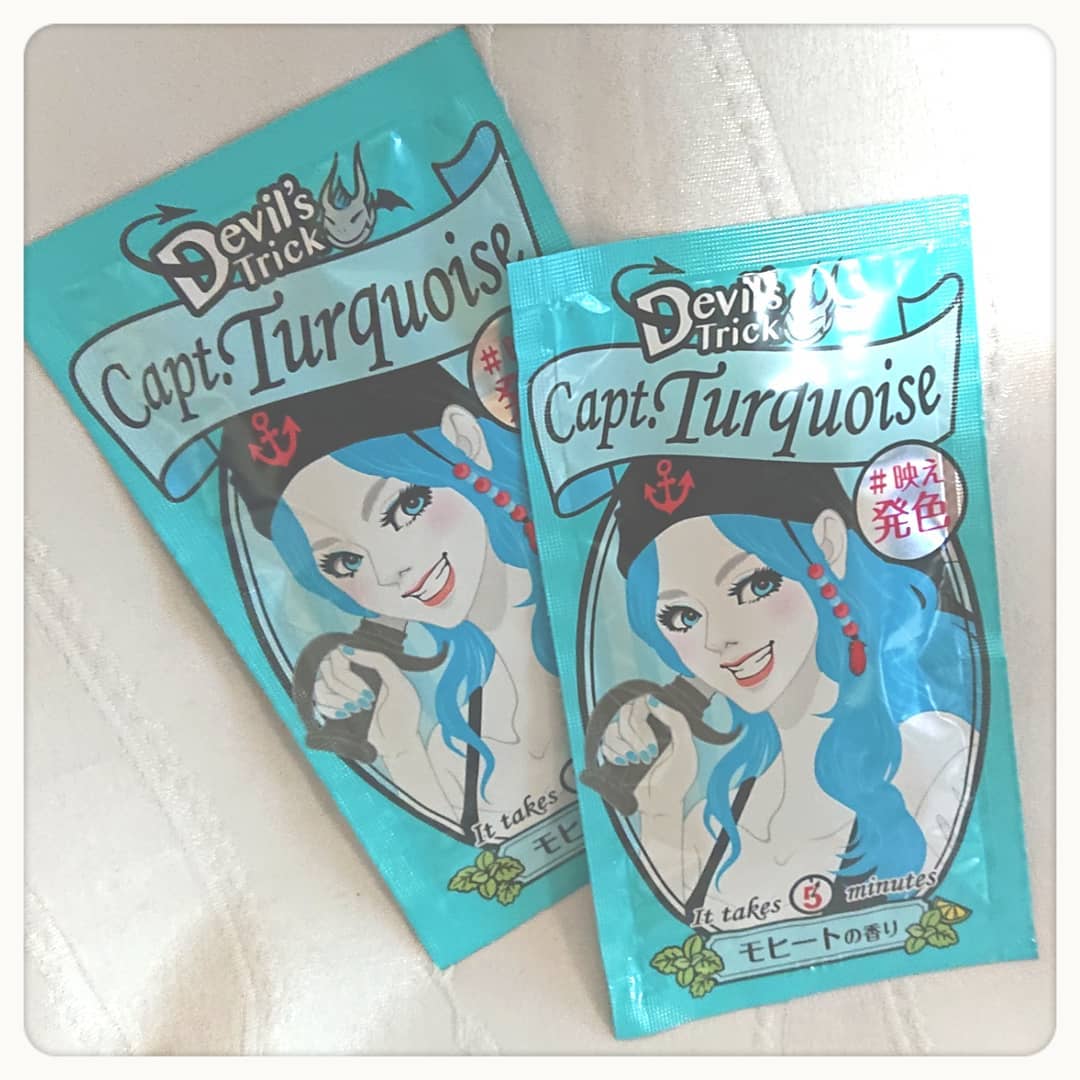 Devil's
Trick
Capt. Turquoise
#
発
It takes
モヒ
Devil's
Trick
Capt. Turquoise
#映え
発色
It takes 5 minutes
モヒートの香り